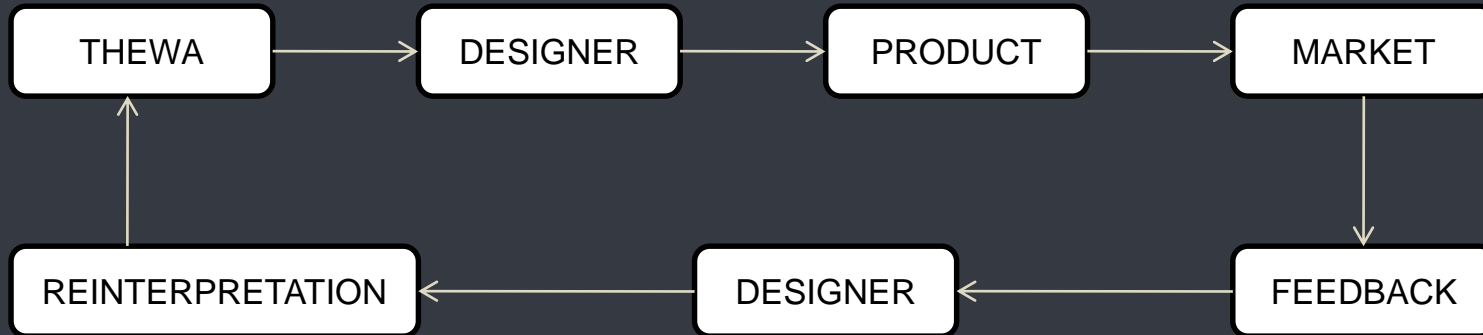 THEWA
DESIGNER
PRODUCT
MARKET
REINTERPRETATION
DESIGNER
FEEDBACK